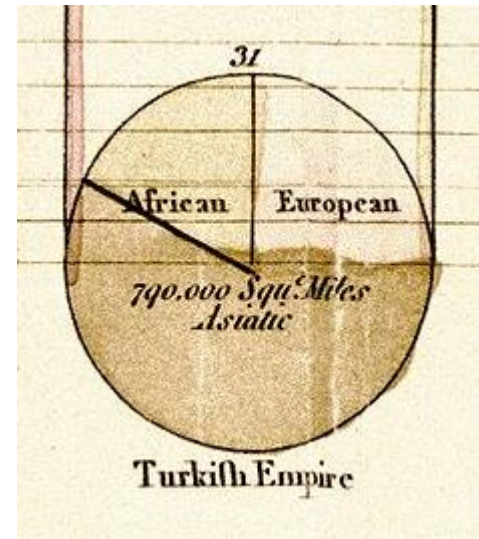 31
African European
790.000 Squ. Miles
Asiatic
Turkiſh Empire